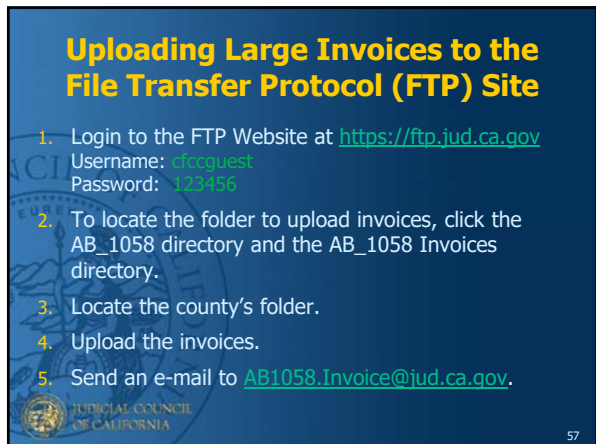 Uploading Large Invoices to the
File Transfer Protocol (FTP) Site
1. Login to the FTP Website at https://ftp.jud.ca.gov
Username: cfccguest
Password: 123456
2. To locate the folder to upload invoices, click the
AB_1058 directory and the AB_1058 Invoices
directory.
3. Locate the county's folder.
4. Upload the invoices.
5. Send an e-mail to AB1058.Invoice@jud.ca.gov.
JUDICIAL COUNCIL
OF CALIFORNIA
57